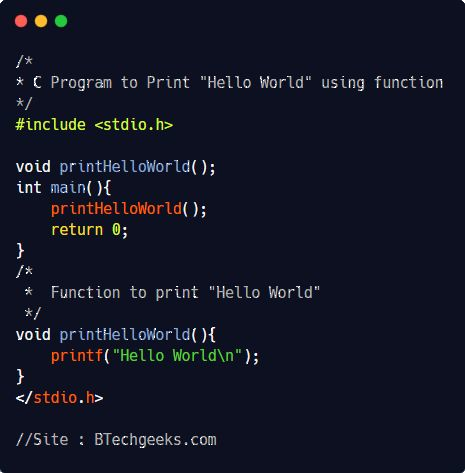 /*
* C Program to Print "Hello World" using function
*/
#include <stdio.h>

void printHelloWorld();
int main(){
    printHelloWorld();
    return 0;
}
/*
 *  Function to print "Hello World"
 */
void printHelloWorld(){
    printf("Hello World\n");
}
</stdio.h>

//Site : BTechgeeks.com